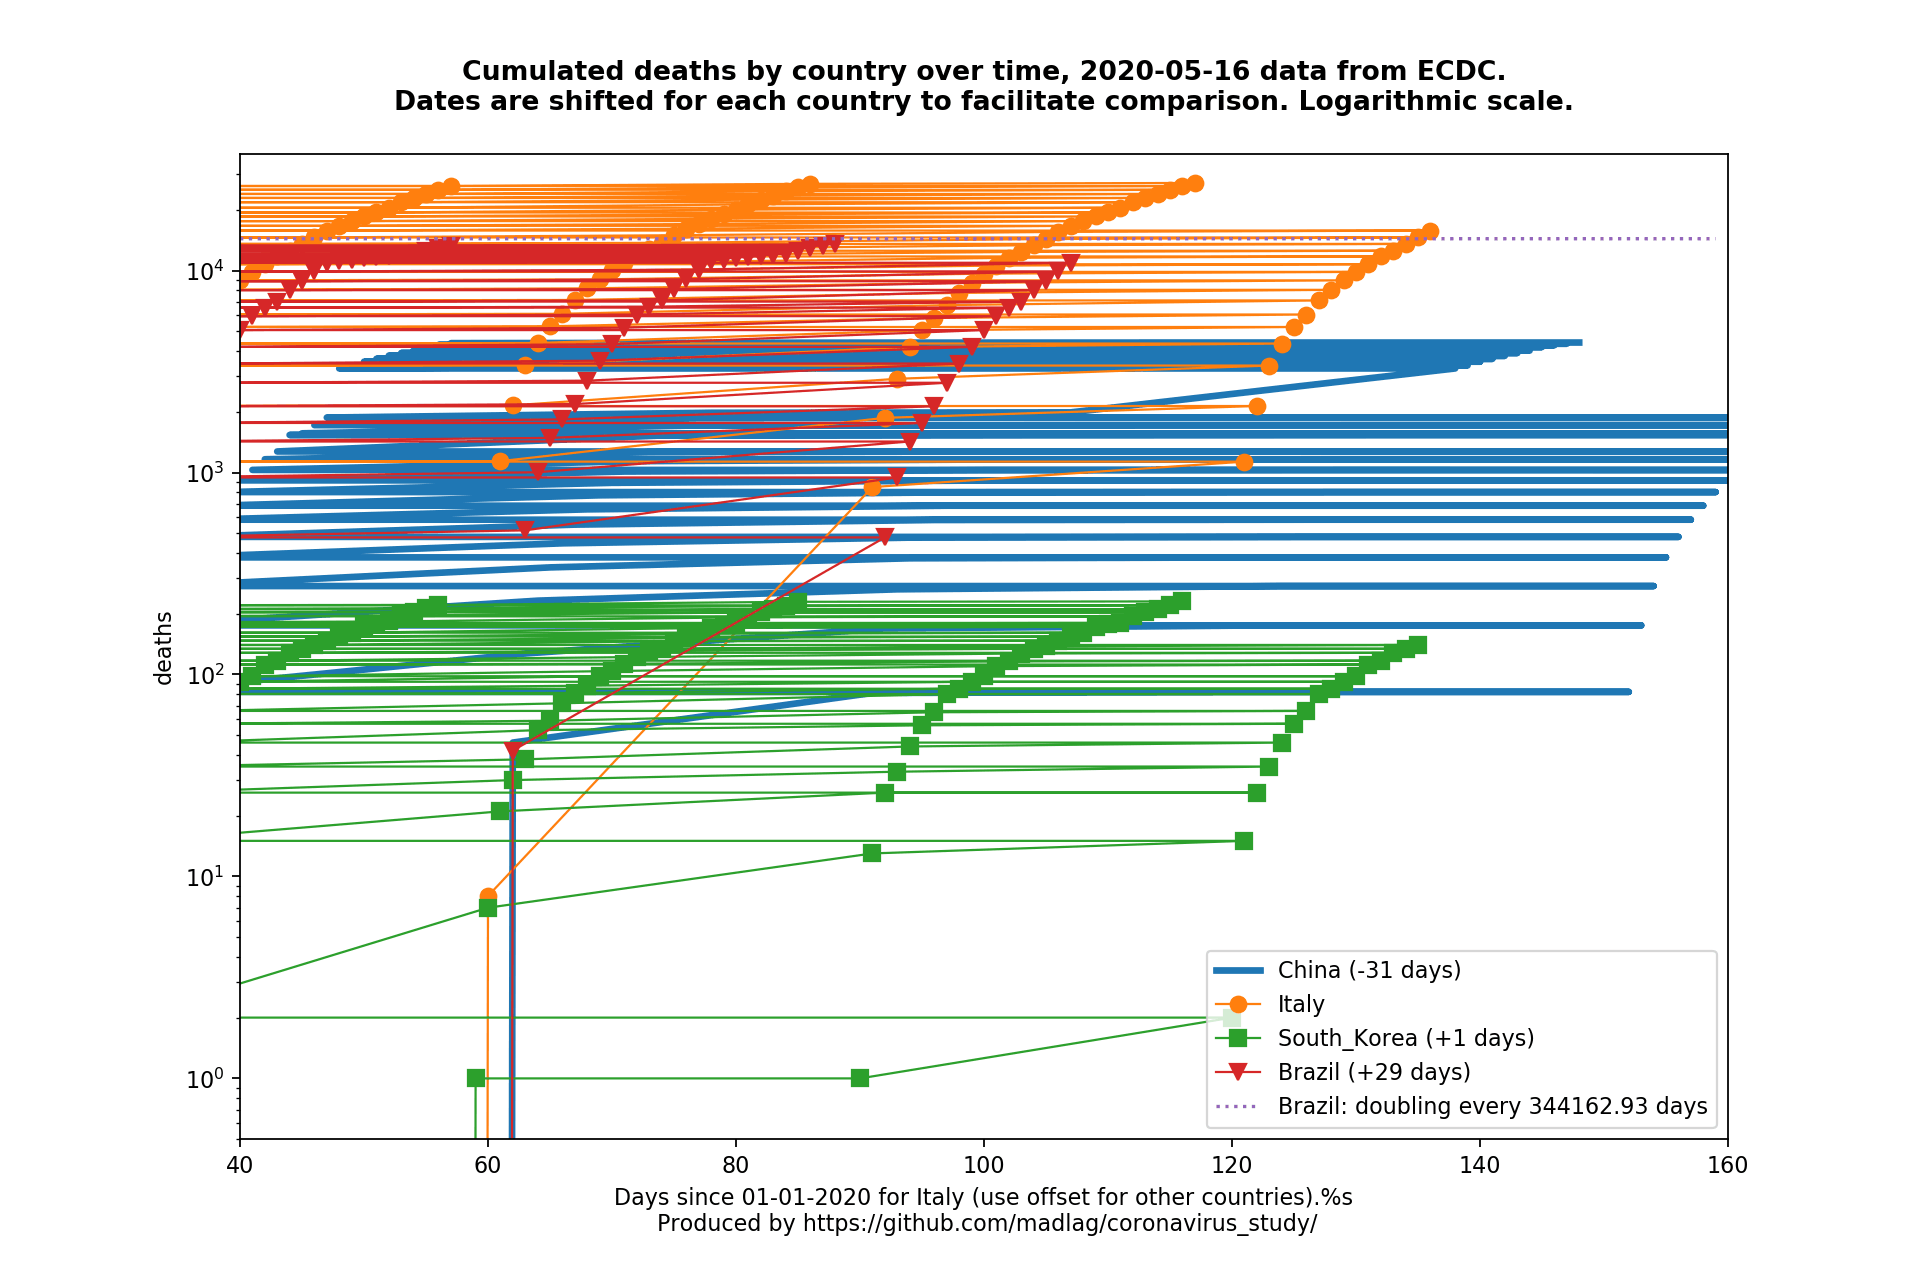 Cumulated deaths by country over time, 2020-05-16 data from ECDC.
Dates are shifted for each country to facilitate comparison. Logarithmic scale.
deaths
10^4
10^3
10^2
10^1
10^0
China (-31 days)
Italy
South_Korea (+1 days)
Brazil (+29 days)
Brazil: doubling every 344162.93 days
40 60 80 100 120 140 160
Days since 01-01-2020 for Italy (use offset for other countries).%s
Produced by https://github.com/madlag/coronavirus_study/